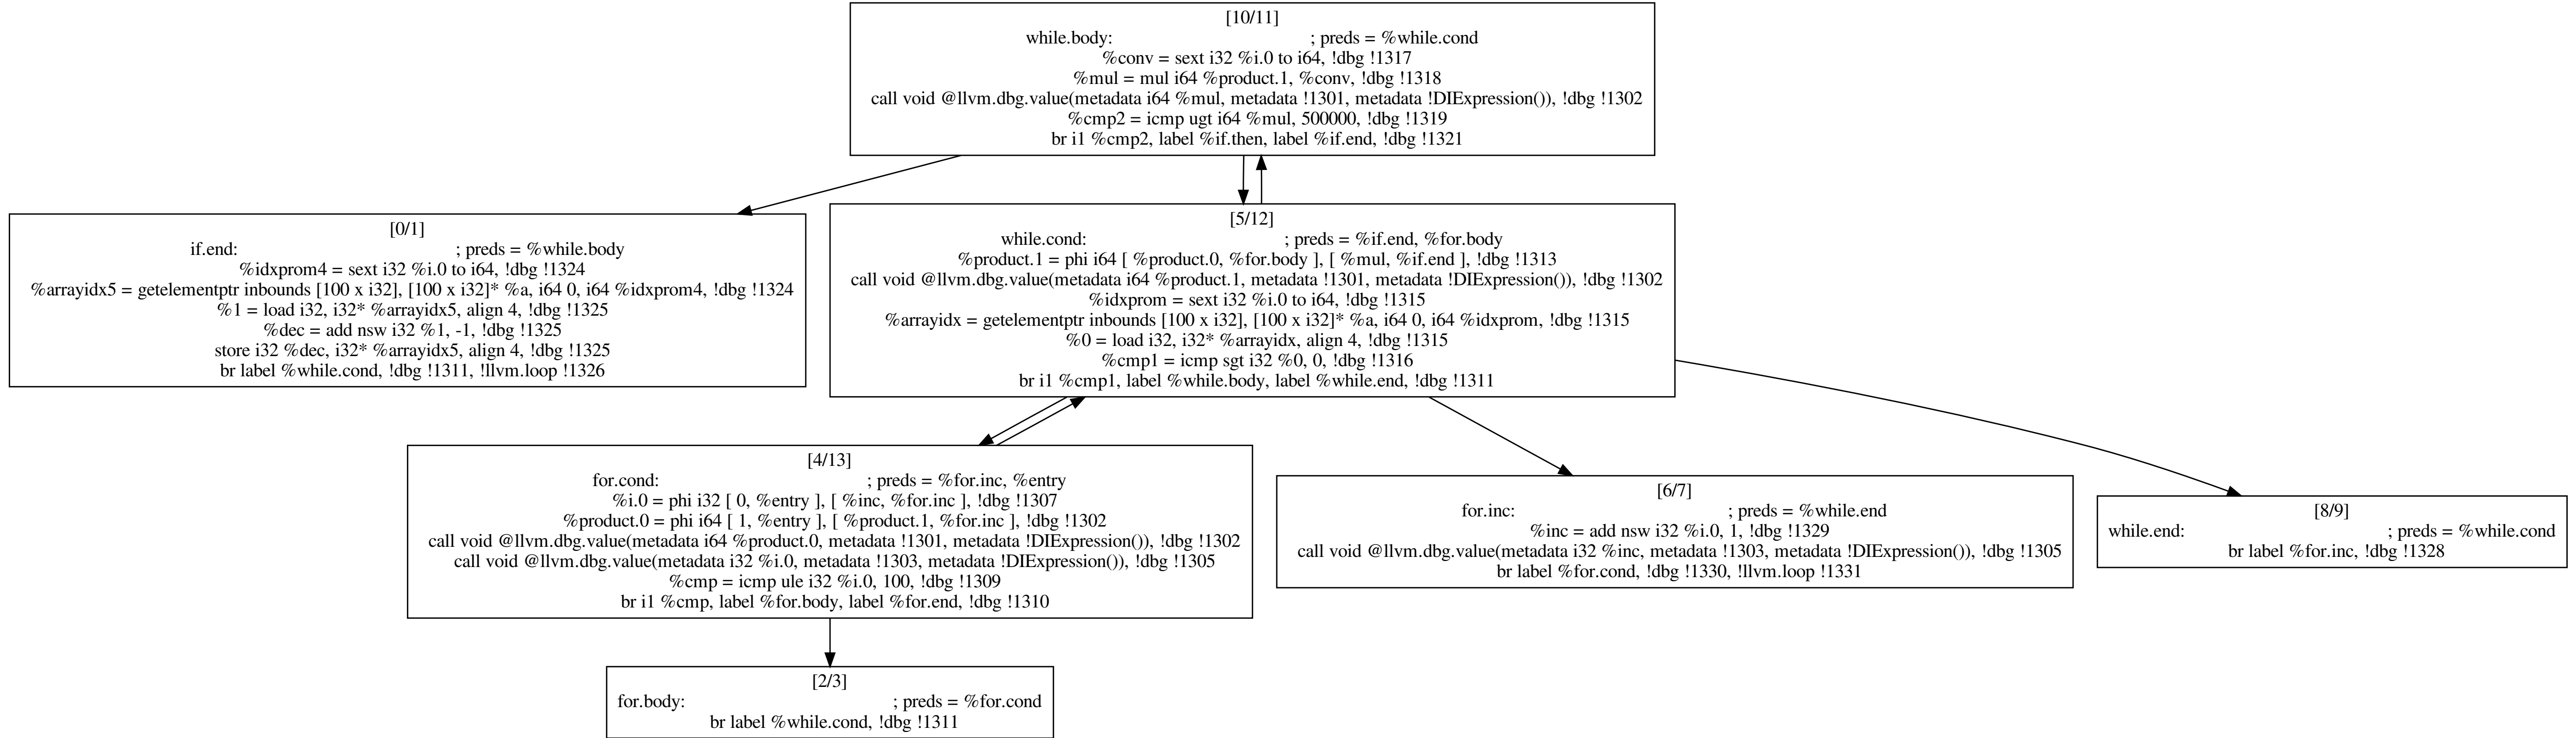 [10/11]
while.body: ; preds = %while.cond
%conv = sext i32 %i.0 to i64, !dbg !1317
%mul = mul i64 %product.1, %conv, !dbg !1318
call void @llvm.dbg.value(metadata i64 %mul, metadata !1301, metadata !DIExpression()), !dbg !1302
%cmp2 = icmp ugt i64 %mul, 500000, !dbg !1319
br i1 %cmp2, label %if.then, label %if.end, !dbg !1321
[0/1]
if.end: ; preds = %while.body
%idxprom4 = sext i32 %i.0 to i64, !dbg !1324
%arrayidx5 = getelementptr inbounds [100 x i32], [100 x i32]* %a, i64 0, i64 %idxprom4, !dbg !1324
%1 = load i32, i32* %arrayidx5, align 4, !dbg !1325
%dec = add nsw i32 %1, -1, !dbg !1325
store i32 %dec, i32* %arrayidx5, align 4, !dbg !1325
br label %while.cond, !dbg !1311, !llvm.loop !1326
[5/12]
while.cond: ; preds = %if.end, %for.body
%product.1 = phi i64 [ %product.0, %for.body ], [ %mul, %if.end ], !dbg !1313
call void @llvm.dbg.value(metadata i64 %product.1, metadata !1301, metadata !DIExpression()), !dbg !1302
%idxprom = sext i32 %i.0 to i64, !dbg !1315
%arrayidx = getelementptr inbounds [100 x i32], [100 x i32]* %a, i64 0, i64 %idxprom, !dbg !1315
%0 = load i32, i32* %arrayidx, align 4, !dbg !1315
%cmp1 = icmp sgt i32 %0, 0, !dbg !1316
br i1 %cmp1, label %while.body, label %while.end, !dbg !1311
[4/13]
for.cond: ; preds = %for.inc, %entry
%i.0 = phi i32 [ 0, %entry ], [ %inc, %for.inc ], !dbg !1307
%product.0 = phi i64 [ 1, %entry ], [ %product.1, %for.inc ], !dbg !1302
call void @llvm.dbg.value(metadata i64 %product.0, metadata !1301, metadata !DIExpression()), !dbg !1302
call void @llvm.dbg.value(metadata i32 %i.0, metadata !1303, metadata !DIExpression()), !dbg !1305
%cmp = icmp ule i32 %i.0, 100, !dbg !1309
br i1 %cmp, label %for.body, label %for.end, !dbg !1310
[6/7]
for.inc: ; preds = %while.end
%inc = add nsw i32 %i.0, 1, !dbg !1329
call void @llvm.dbg.value(metadata i32 %inc, metadata !1303, metadata !DIExpression()), !dbg !1305
br label %for.cond, !dbg !1330, !llvm.loop !1331
[8/9]
while.end: ; preds = %while.cond
br label %for.inc, !dbg !1328
[2/3]
for.body: ; preds = %for.cond
br label %while.cond, !dbg !1311